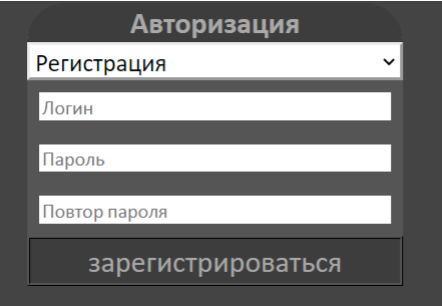 Авторизация
Регистрация
Логин
Пароль
Повтор пароля
зарегистрироваться